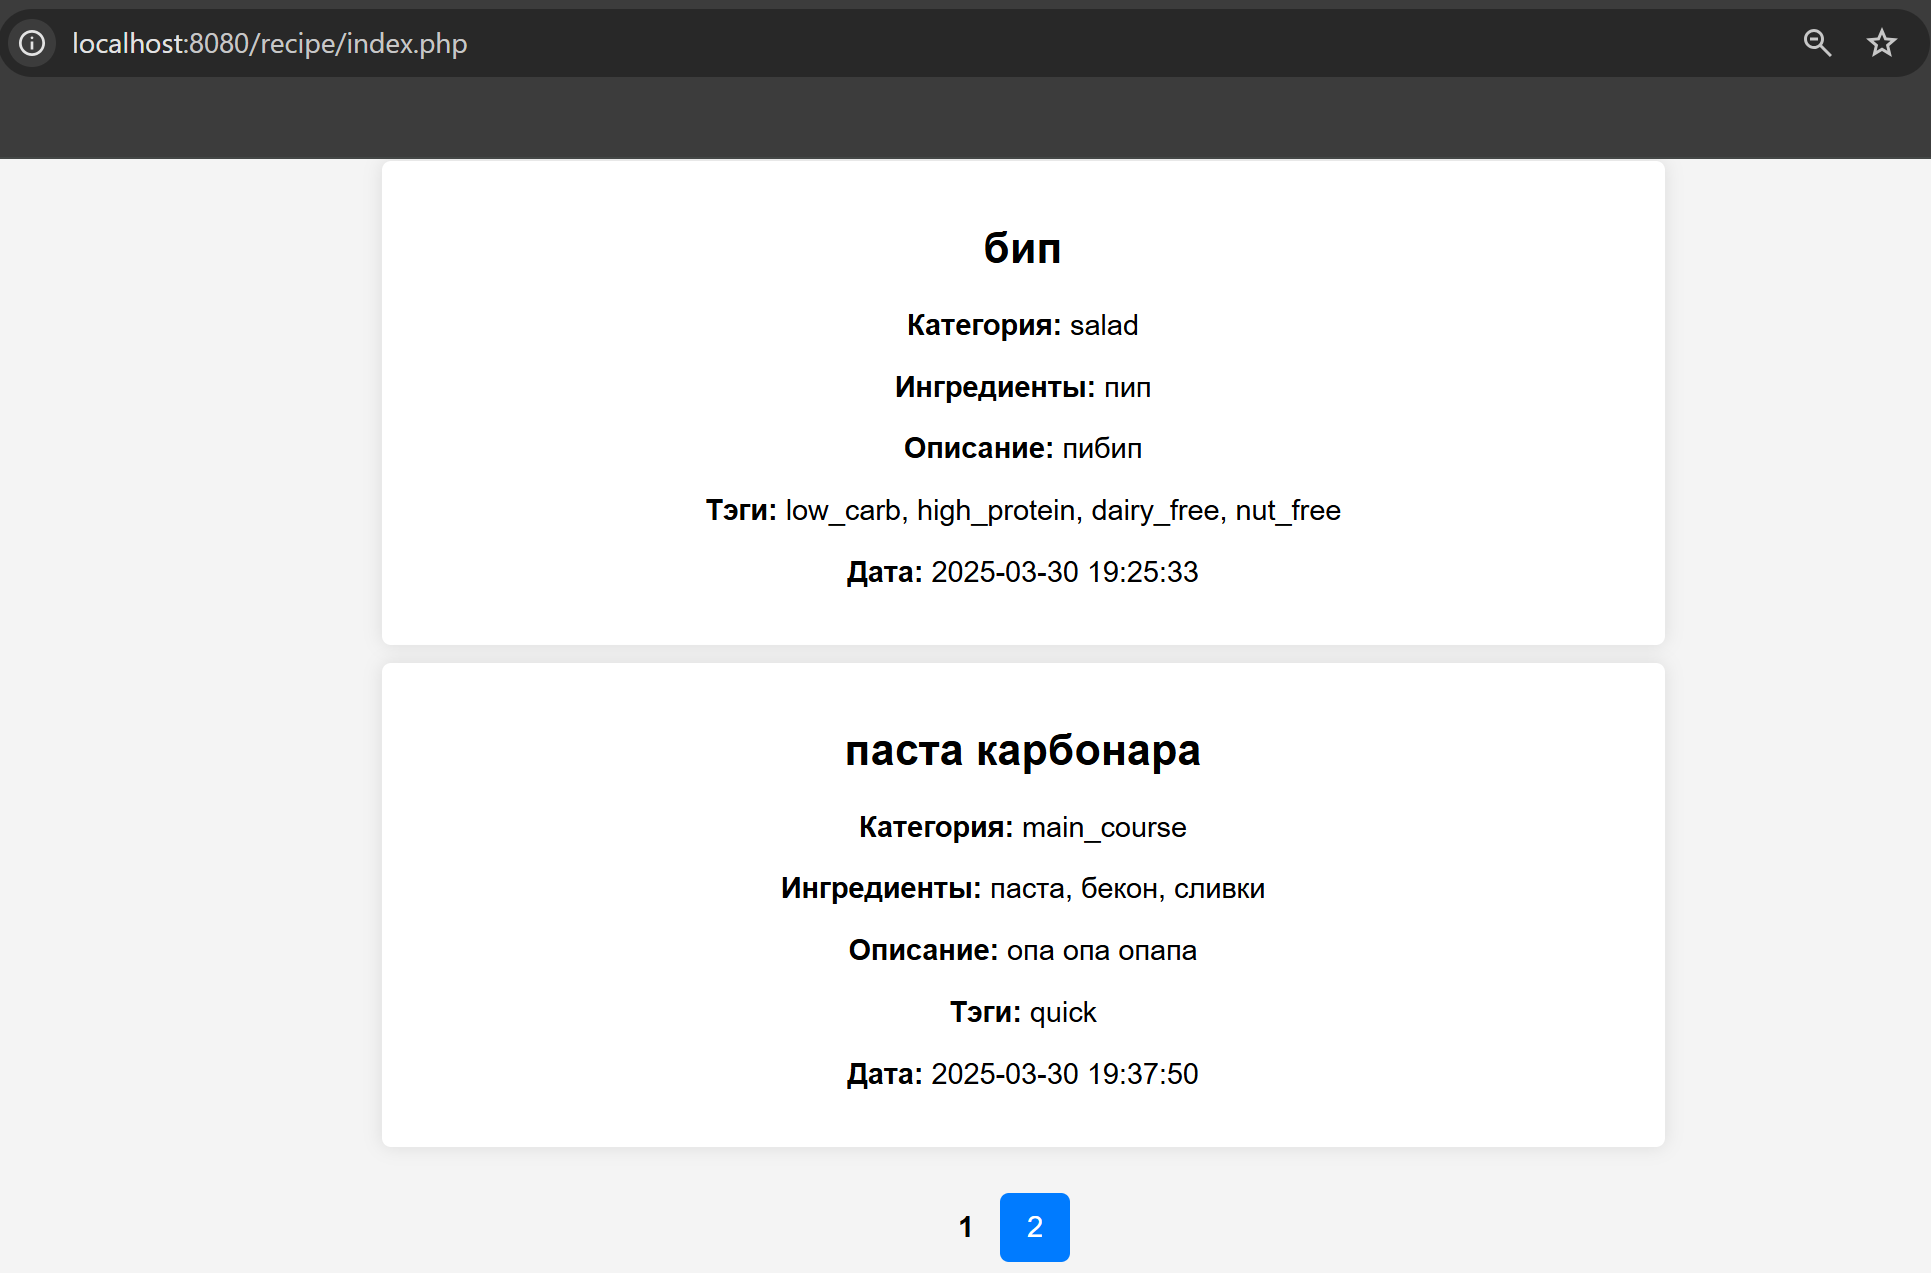 localhost:8080/recipe/index.php
бип
Категория: salad
Ингредиенты: пип
Описание: пибип
Тэги: low_carb, high_protein, dairy_free, nut_free
Дата: 2025-03-30 19:25:33
паста карбонара
Категория: main_course
Ингредиенты: паста, бекон, сливки
Описание: опа опа опапа
Тэги: quick
Дата: 2025-03-30 19:37:50
1 2